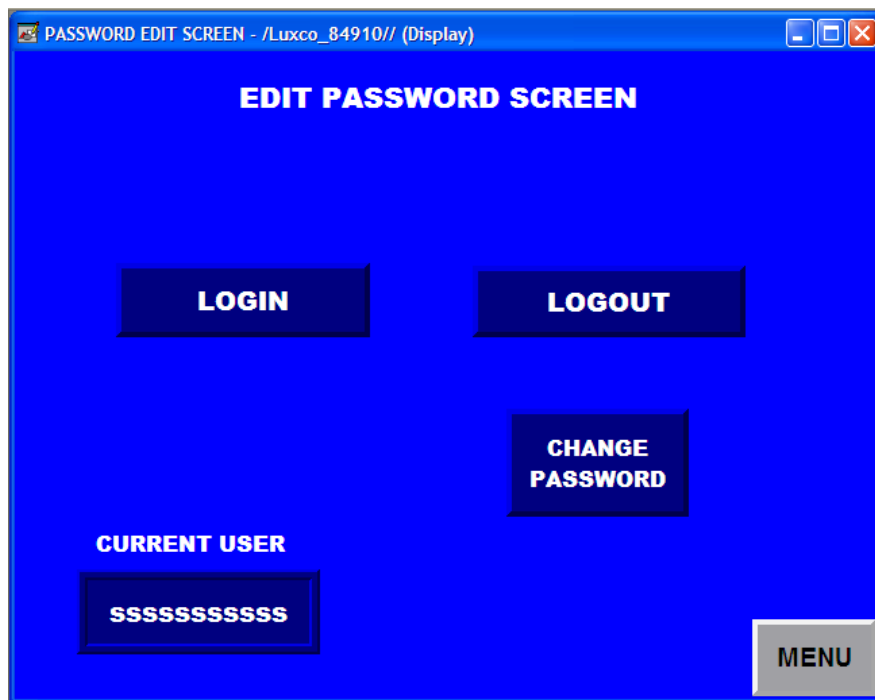 PASSWORD EDIT SCREEN - /Luxco_84910// (Display)
EDIT PASSWORD SCREEN
LOGIN
LOGOUT
CHANGE
PASSWORD
CURRENT USER
SSSSSSSSSSS
MENU